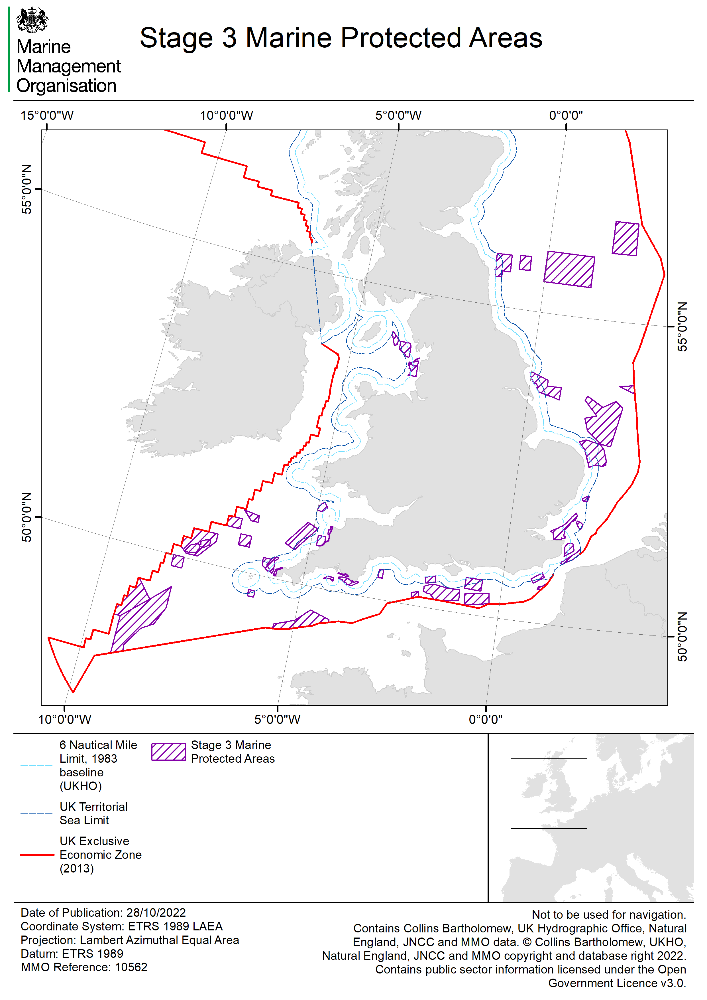 Marine
Management
Organisation
Stage 3 Marine Protected Areas
15°0'0"W
10°0'0"W
5°0'0"W
0°0'0"
55°0'0"N
55°0'0"N
50°0'0"N
50°0'0"N
10°0'0"W
5°0'0"W
0°0'0"
6 Nautical Mile
Limit, 1983
baseline
(UKHO)
UK Territorial
Sea Limit
UK Exclusive
Economic Zone
(2013)
Stage 3 Marine
Protected Areas
Date of Publication: 28/10/2022
Coordinate System: ETRS 1989 LAEA
Projection: Lambert Azimuthal Equal Area
Datum: ETRS 1989
MMO Reference: 10562
Not to be used for navigation.
Contains Collins Bartholomew, UK Hydrographic Office, Natural
England, JNCC and MMO data. © Collins Bartholomew, UKHO,
Natural England, JNCC and MMO copyright and database right 2022.
Contains public sector information licensed under the Open
Government Licence v3.0.